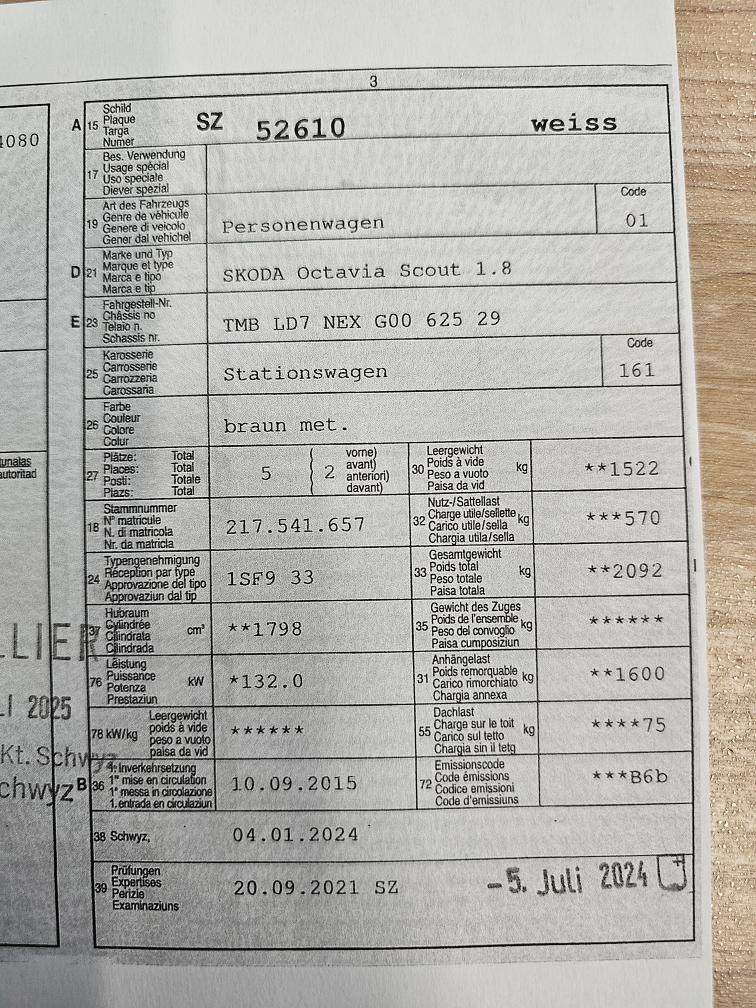 3
4080
A 15 Schild
Plaque
Targa
Numer
SZ 52610 weiss
17 Bes. Verwendung
Usage spécial
Uso speciale
Diever spezial
19 Art des Fahrzeugs
Genre de véhicule
Genere di veicolo
Gener dal vehichel
Personenwagen
Code
01
D 21 Marke und Typ
Marque et type
Marca e tipo
Marca e tip
SKODA Octavia Scout 1.8
E 23 Fahrgestell-Nr.
Châssis no
Telaio n.
Schassis nr.
TMB LD7 NEX G00 625 29
25 Karosserie
Carrosserie
Carrozzeria
Carossaria
Stationswagen
Code
161
26 Farbe
Couleur
Colore
Colur
braun met.
27 Plätze: Total
Places: Total
Posti: Totale
Plazs: Total
5 ( 2 vorne)
avant)
anteriori)
davant)
30 Leergewicht
Poids à vide
Peso a vuoto
Paisa da vid
kg
**1522
18 Stammnummer
N° matricule
N. di matricola
Nr. da matricla
217.541.657
32 Nutz-/Sattellast
Charge utile/sellette
Carico utile/sella
Chargia utila/sella
kg
***570
24 Typengenehmigung
Réception par type
Approvazione del tipo
Approvaziun dal tip
1SF9 33
33 Gesamtgewicht
Poids total
Peso totale
Paisa totala
kg
**2092
37 Hubraum
Cylindrée
Cilindrata
Cilindrada
cm³
**1798
35 Gewicht des Zuges
Poids de l'ensemble
Peso del convoglio
Paisa cumposiziun
kg
******
76 Leistung
Puissance
Potenza
Prestaziun
kW
*132.0
31 Anhängelast
Poids remorquable
Carico rimorchiato
Chargia annexa
kg
**1600
78 kW/kg Leergewicht
poids à vide
peso a vuoto
paisa da vid
******
55 Dachlast
Charge sur le toit
Carico sul tetto
Chargia sin il tetg
kg
****75
B 36 1. Inverkehrsetzung
1re mise en circulation
1a messa in circolazione
1. entrada en circulaziun
10.09.2015
72 Emissionscode
Code émissions
Codice emissioni
Code d'emissiuns
***B6b
38 Schwyz,
04.01.2024
39 Prüfungen
Expertises
Perizie
Examinaziuns
20.09.2021 SZ
-5. Juli 2024
LLIER
LI 2025
Kt. Schwyz
chwyz